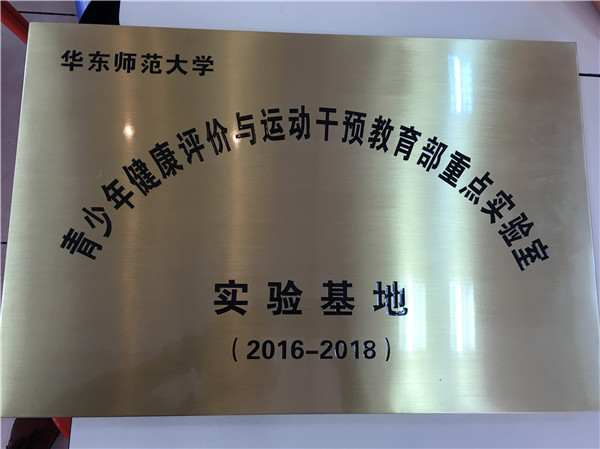 华东师范大学
青少年健康评价与运动干预教育部重点实验室
实验基地
（2016-2018）